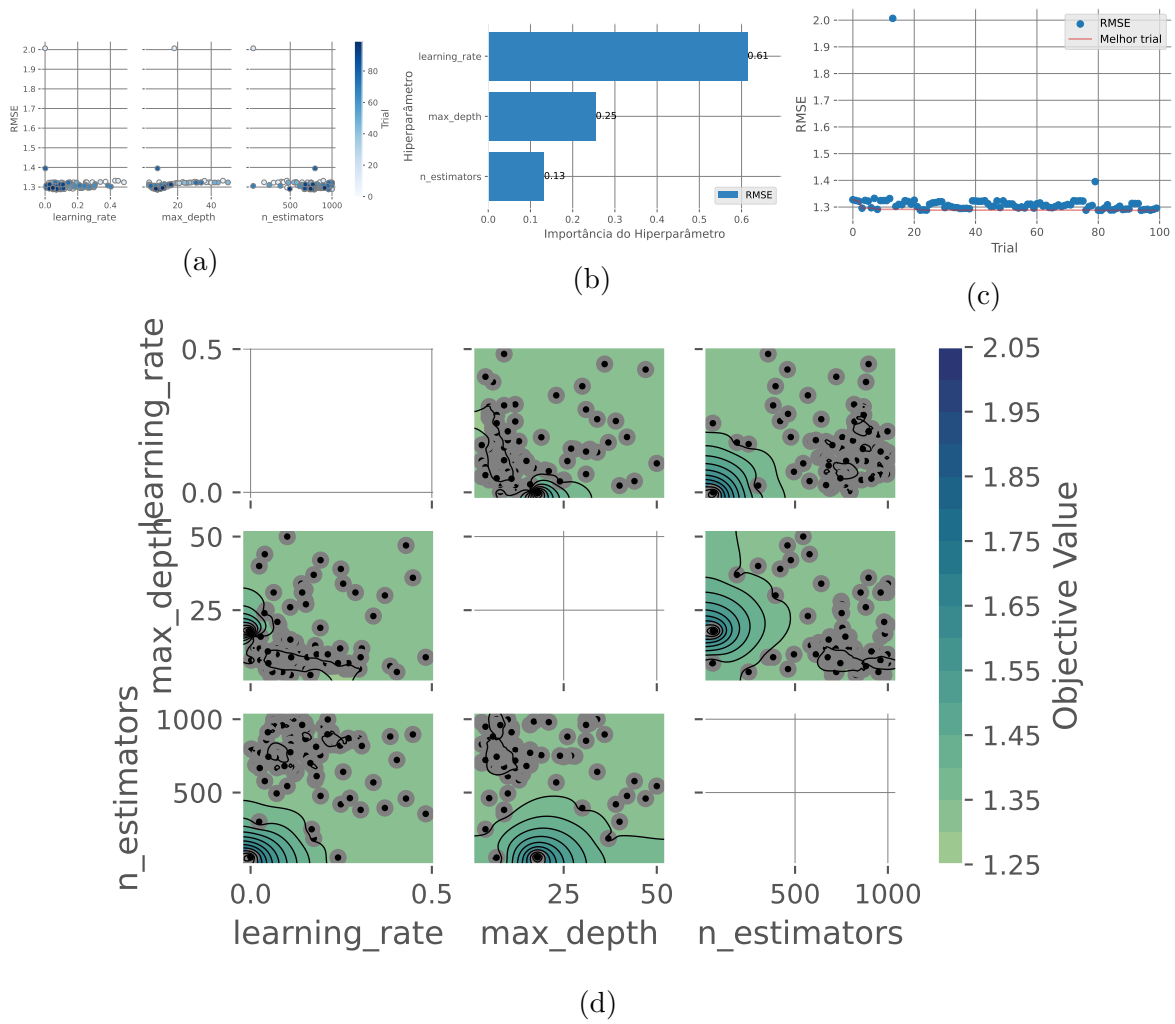 2.0
1.9
1.8
1.7
1.6
1.5
1.4
1.3
RMSE
0.0 0.2 0.4
learning_rate
20 40
max_depth
500 1000
n_estimators
80
60
40
20
0
Trial
(a)
Hiperparâmetro
learning_rate
max_depth
n_estimators
0.61
0.25
0.13
RMSE
0.0 0.1 0.2 0.3 0.4 0.5 0.6
Importância do Hiperparâmetro
(b)
RMSE
Melhor trial
2.0
1.9
1.8
1.7
1.6
1.5
1.4
1.3
RMSE
0 20 40 60 80 100
Trial
(c)
learning_rate
0.5
0.0
max_depth
50
25
n_estimators
1000
500
0.0 0.5
learning_rate
25 50
max_depth
500 1000
n_estimators
2.05
1.95
1.85
1.75
1.65
1.55
1.45
1.35
1.25
Objective Value
(d)